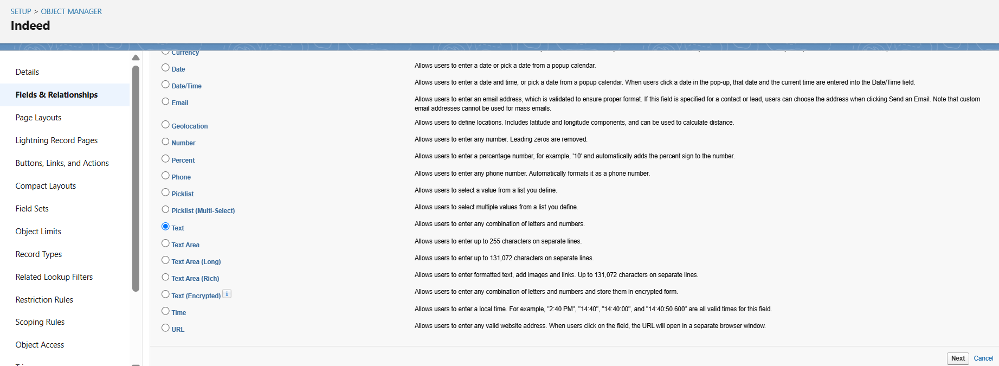 SETUP > OBJECT MANAGER
Indeed
Details
Fields & Relationships
Page Layouts
Lightning Record Pages
Buttons, Links, and Actions
Compact Layouts
Field Sets
Object Limits
Record Types
Related Lookup Filters
Restriction Rules
Scoping Rules
Object Access
Currency
Date Allows users to enter a date or pick a date from a popup calendar.
Date/Time Allows users to enter a date and time, or pick a date from a popup calendar. When users click a date in the pop-up, that date and the current time are entered into the Date/Time field.
Email Allows users to enter an email address, which is validated to ensure proper format. If this field is specified for a contact or lead, users can choose the address when clicking Send an Email. Note that custom
email addresses cannot be used for mass emails.
Geolocation Allows users to define locations. Includes latitude and longitude components, and can be used to calculate distance.
Number Allows users to enter any number. Leading zeros are removed.
Percent Allows users to enter a percentage number, for example, '10' and automatically adds the percent sign to the number.
Phone Allows users to enter any phone number. Automatically formats it as a phone number.
Picklist Allows users to select a value from a list you define.
Picklist (Multi-Select) Allows users to select multiple values from a list you define.
Text Allows users to enter any combination of letters and numbers.
Text Area Allows users to enter up to 255 characters on separate lines.
Text Area (Long) Allows users to enter up to 131,072 characters on separate lines.
Text Area (Rich) Allows users to enter formatted text, add images and links. Up to 131,072 characters on separate lines.
Text (Encrypted) i Allows users to enter any combination of letters and numbers and store them in encrypted form.
Time Allows users to enter a local time. For example, "2:40 PM", "14:40", "14:40:00", and "14:40:50.600" are all valid times for this field.
URL Allows users to enter any valid website address. When users click on the field, the URL will open in a separate browser window.
Next Cancel